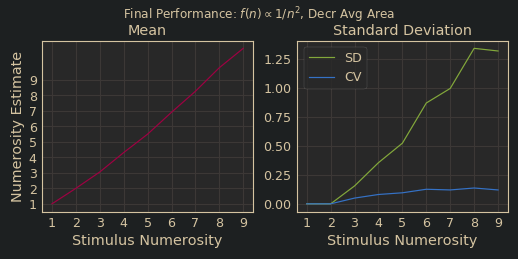 Final Performance: f(n) ∝ 1/n², Decr Avg Area
Mean
Numerosity Estimate
9
8
7
6
5
4
3
2
1
1 2 3 4 5 6 7 8 9
Stimulus Numerosity
Standard Deviation
SD
CV
1.25
1.00
0.75
0.50
0.25
0.00
1 2 3 4 5 6 7 8 9
Stimulus Numerosity